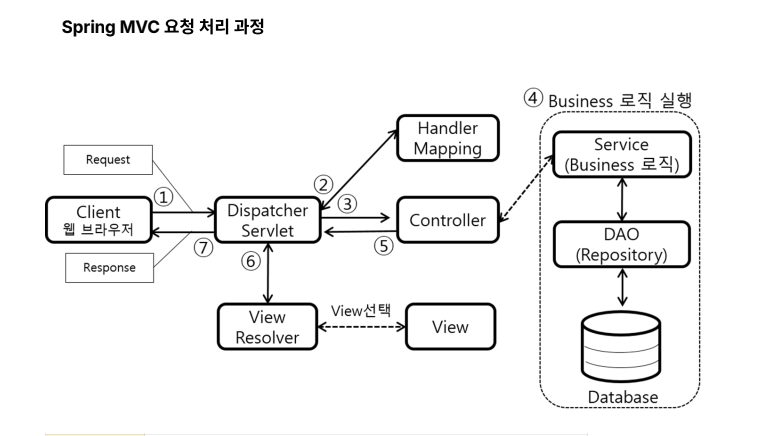 Spring MVC 요청 처리 과정
④ Business 로직 실행
Handler
Mapping
Service
(Business 로직)
Request
①
②
③
Client
웹 브라우저
Dispatcher
Servlet
Controller
DAO
(Repository)
⑦
⑥
⑤
Response
View
Resolver
View선택
View
Database